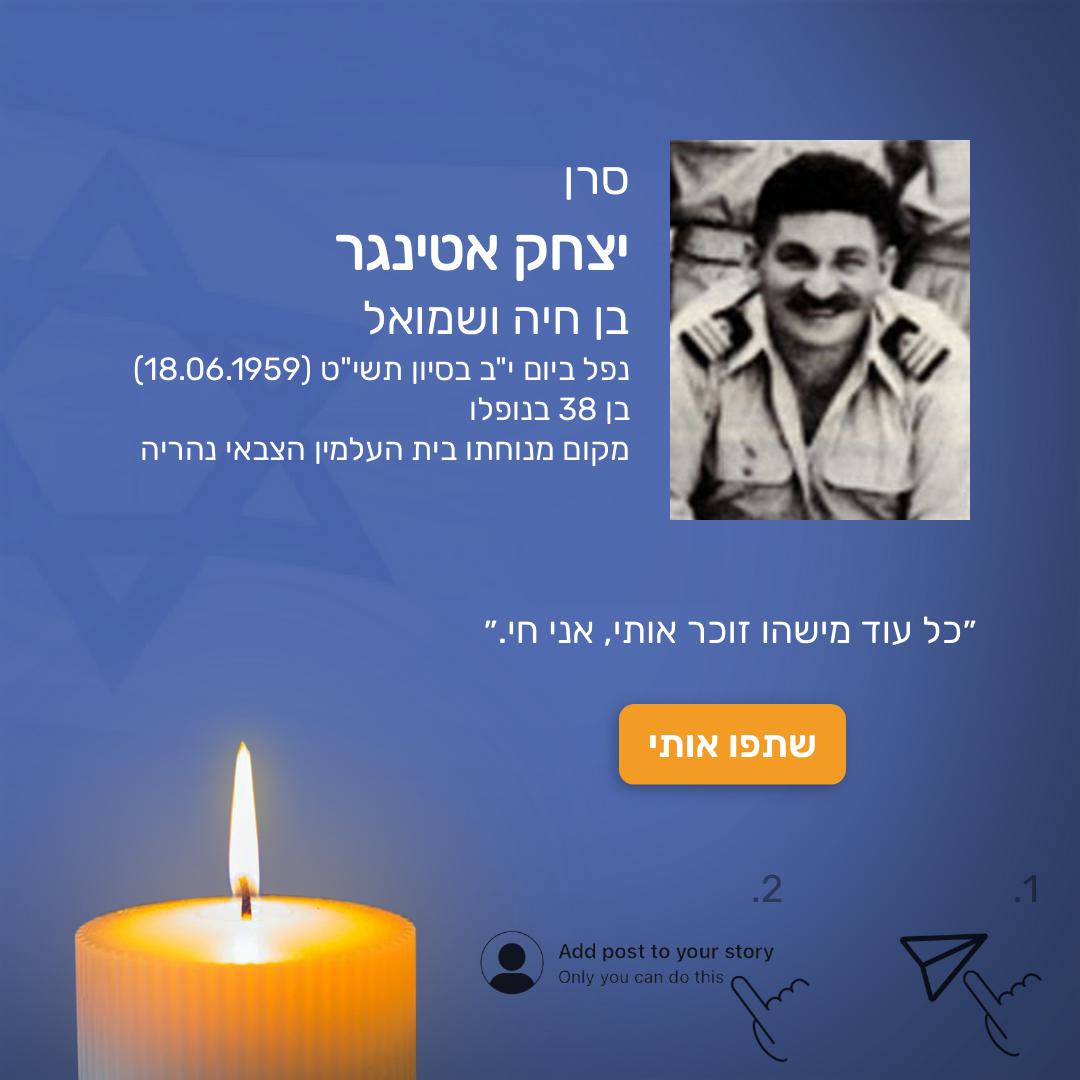 סרן
יצחק אטינגר
בן חיה ושמואל
נפל ביום י"ב בסיון תשי"ט (18.06.1959)
בן 38 בנופלו
מקום מנוחתו בית העלמין הצבאי נהריה
״כל עוד מישהו זוכר אותי, אני חי.״
שתפו אותי
.1
.2
Add post to your story
Only you can do this